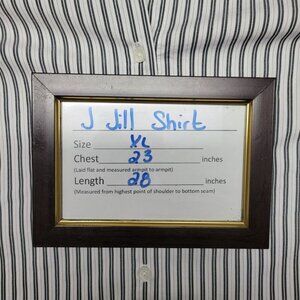 J Jill Shirt
Size XL
Chest 23 inches
(Laid flat and measured armpit to armpit)
Length 28 inches
(Measured from highest point of shoulder to bottom seam)